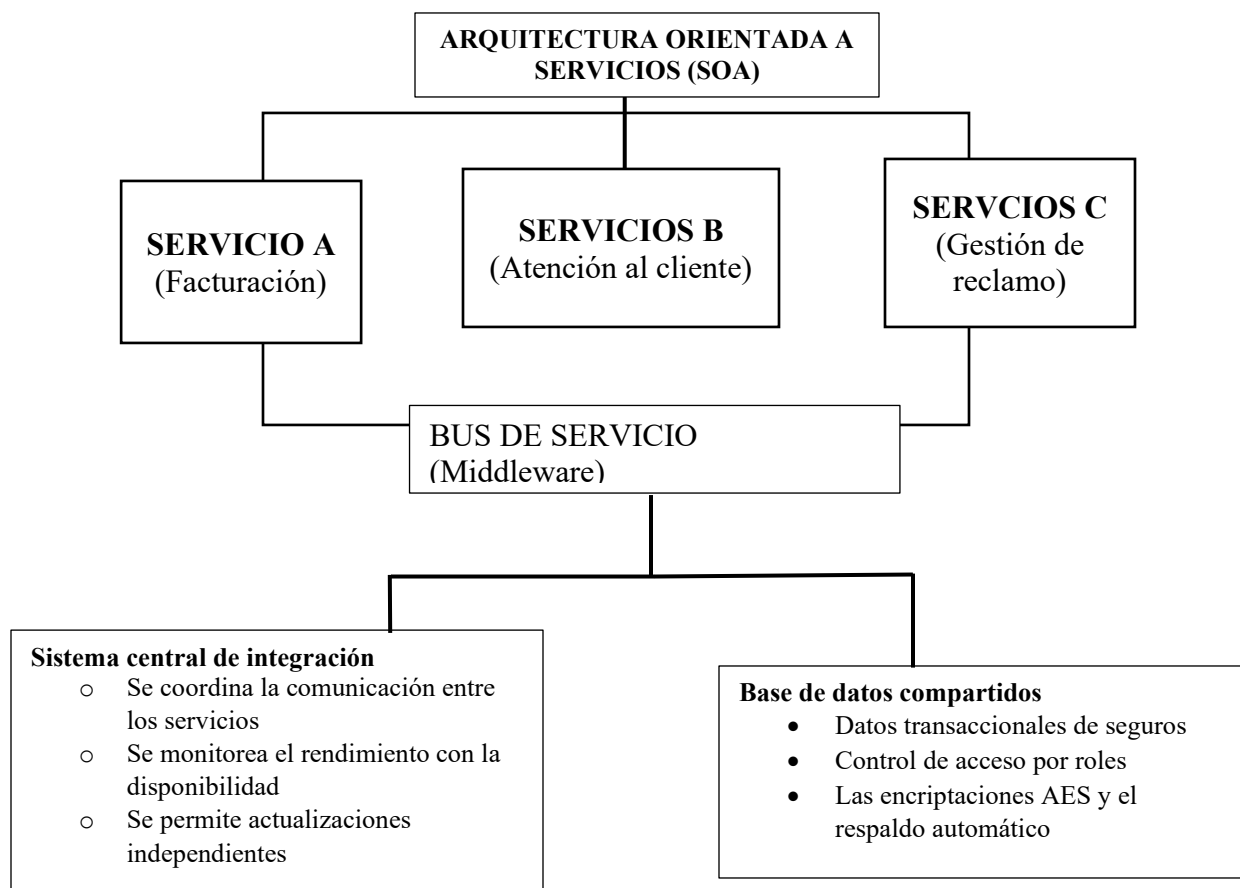 ARQUITECTURA ORIENTADA A
SERVICIOS (SOA)
SERVICIO A
(Facturación)
SERVICIOS B
(Atención al cliente)
SERVCIOS C
(Gestión de
reclamo)
BUS DE SERVICIO
(Middleware)
Sistema central de integración
o Se coordina la comunicación entre
los servicios
o Se monitorea el rendimiento con la
disponibilidad
o Se permite actualizaciones
independientes
Base de datos compartidos
• Datos transaccionales de seguros
• Control de acceso por roles
• Las encriptaciones AES y el
respaldo automático